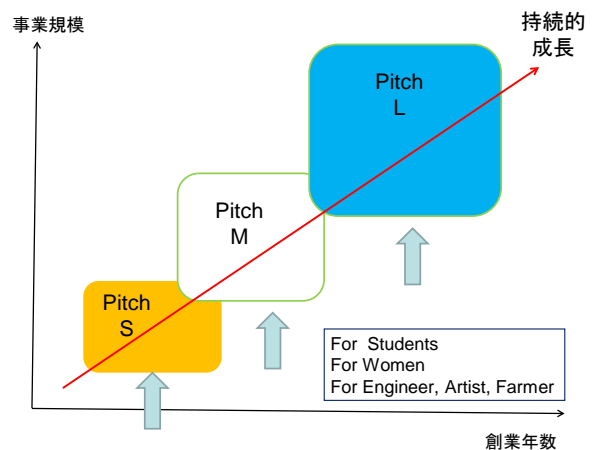 事業規模
持続的
成長
Pitch
L
Pitch
M
Pitch
S
For Students
For Women
For Engineer, Artist, Farmer
創業年数